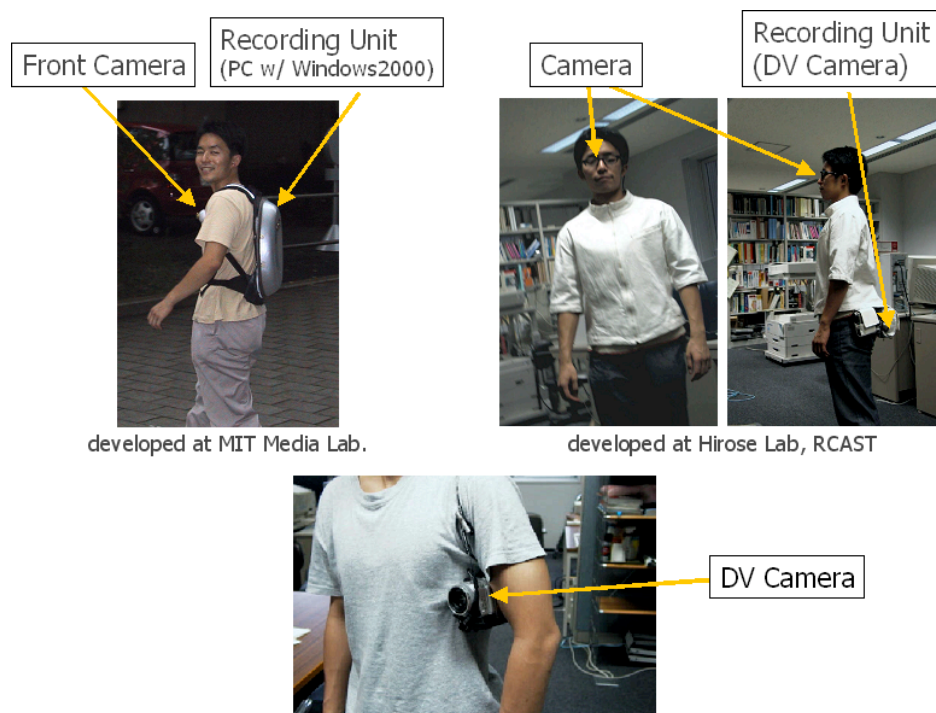 Front Camera
Recording Unit
(PC w/ Windows2000)
Camera
Recording Unit
(DV Camera)
developed at MIT Media Lab.
developed at Hirose Lab, RCAST
DV Camera